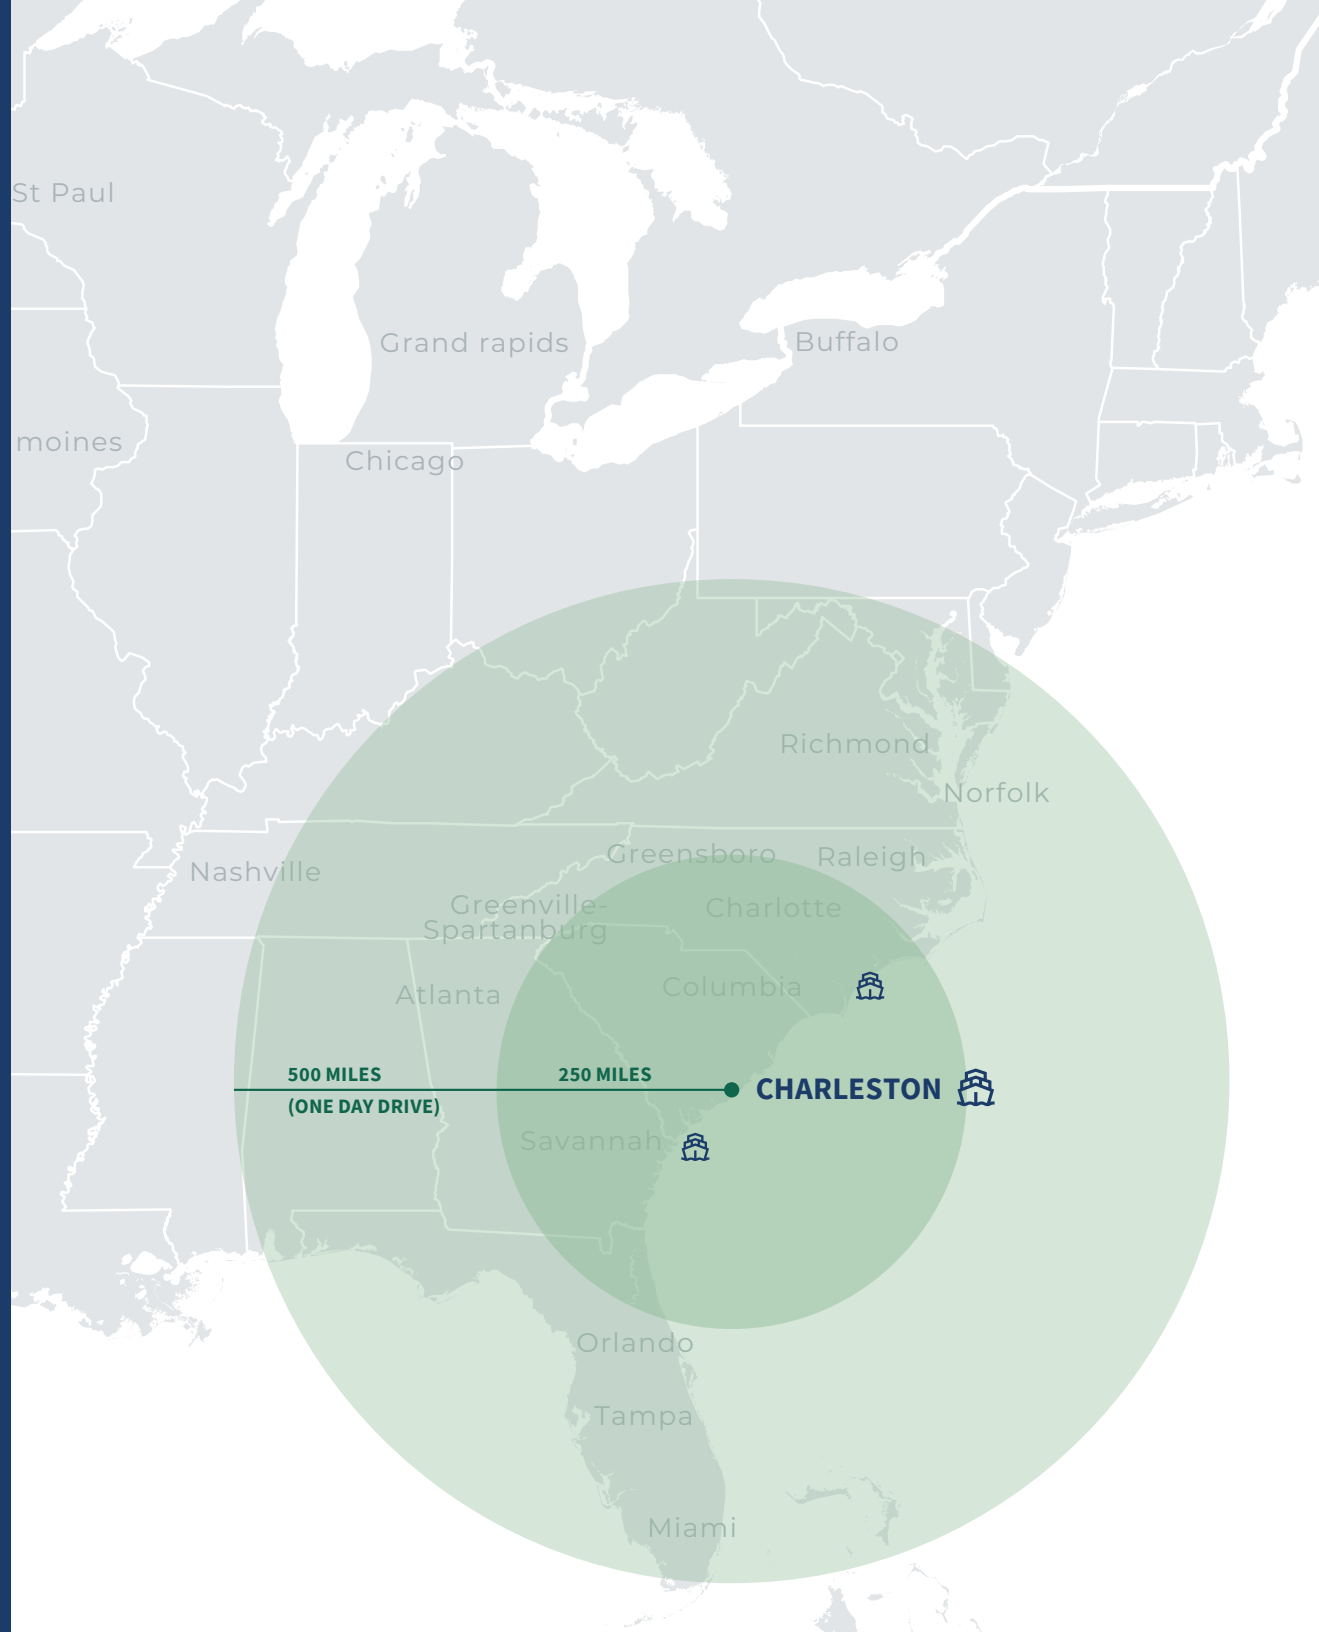 St Paul
Grand rapids
Buffalo
moines
Chicago
Richmond
Norfolk
Greensboro
Raleigh
Nashville
Greenville-
Spartanburg
Charlotte
Columbia
Atlanta
500 MILES
250 MILES
CHARLESTON
(ONE DAY DRIVE)
Savannah
Orlando
Tampa
Miami